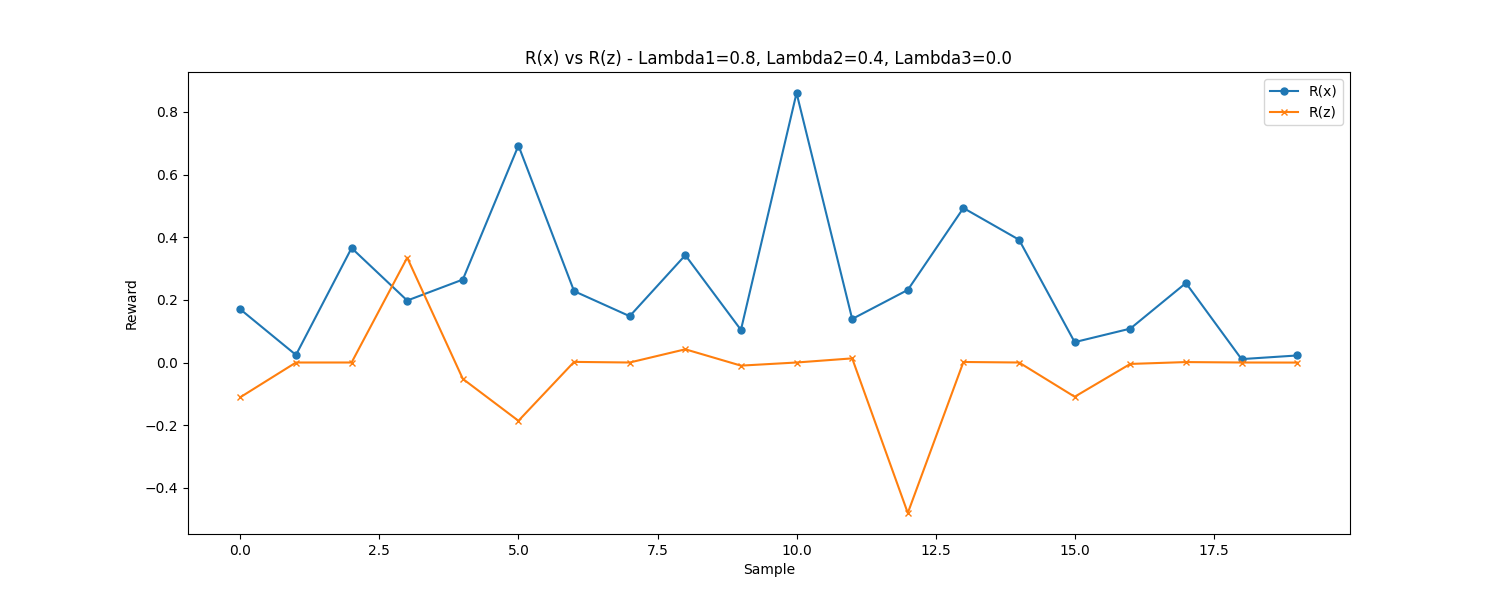 R(x) vs R(z) - Lambda1=0.8, Lambda2=0.4, Lambda3=0.0
R(x)
R(z)
0.8
0.6
0.4
0.2
0.0
−0.2
−0.4
Reward
0.0 2.5 5.0 7.5 10.0 12.5 15.0 17.5
Sample